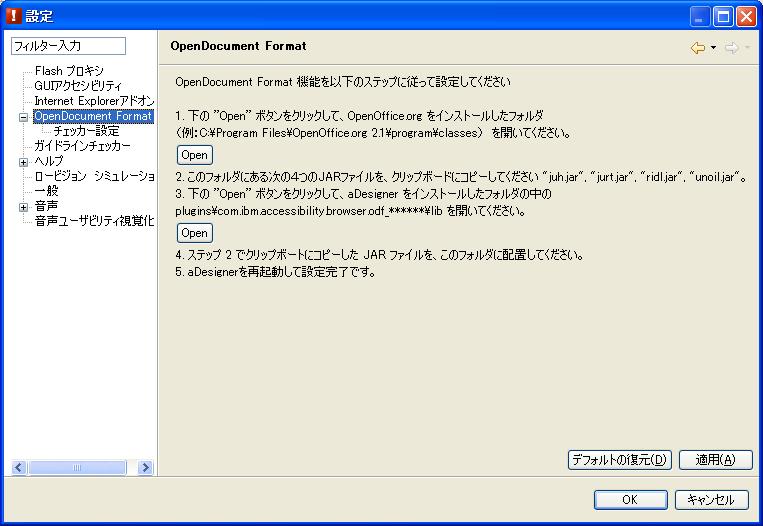 設定
フィルター入力
Flash プロキシ
GUIアクセシビリティ
Internet Explorerアドオン
OpenDocument Format
チェッカー設定
ガイドラインチェッカー
ヘルプ
ロービジョン シミュレーショ
一般
音声
音声ユーザビリティ視覚化
OpenDocument Format
OpenDocument Format 機能を以下のステップに従って設定してください
1. 下の "Open" ボタンをクリックして、OpenOffice.org をインストールしたフォルダ
(例：C:¥Program Files¥OpenOffice.org 2.1¥program¥classes) を開いてください。
Open
2. このフォルダにある次の4つのJARファイルを、クリップボードにコピーしてください "juh.jar", "jurt.jar", "ridl.jar", "unoil.jar"。
3. 下の "Open" ボタンをクリックして、aDesigner をインストールしたフォルダの中の
plugins¥com.ibm.accessibility.browser.odf_******¥lib を開いてください。
Open
4. ステップ 2 でクリップボートにコピーした JAR ファイルを、このフォルダに配置してください。
5. aDesignerを再起動して設定完了です。
デフォルトの復元(D)
適用(A)
OK
キャンセル